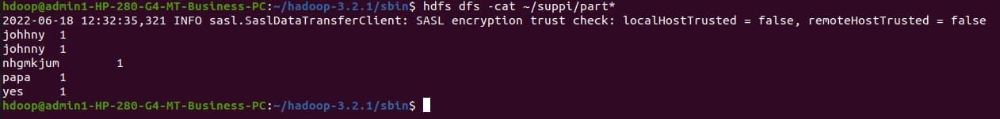 hdoop@admin1-HP-280-G4-MT-Business-PC:~/hadoop-3.2.1/sbin$ hdfs dfs -cat ~/suppi/part*
2022-06-18 12:32:35,321 INFO sasl.SaslDataTransferClient: SASL encryption trust check: localHostTrusted = false, remoteHostTrusted = false
johhny	1
johnny	1
nhgmkjum	1
papa	1
yes	1
hdoop@admin1-HP-280-G4-MT-Business-PC:~/hadoop-3.2.1/sbin$